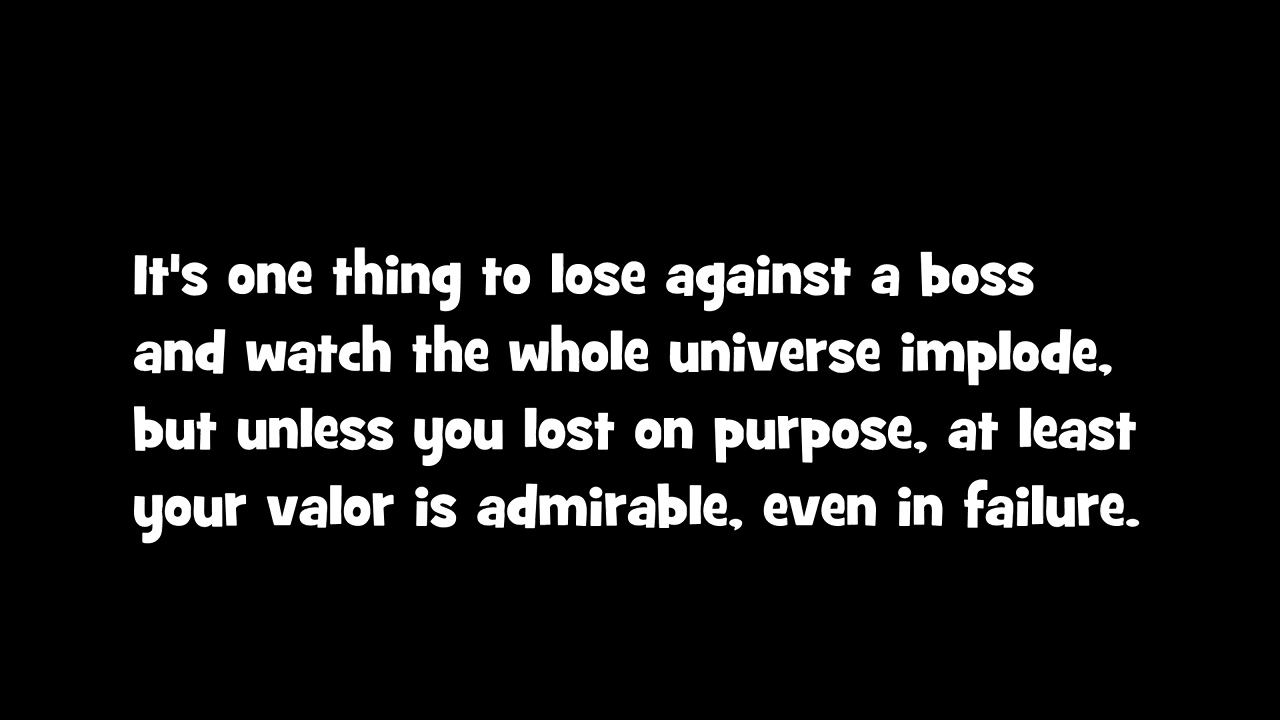 It's one thing to lose against a boss
and watch the whole universe implode,
but unless you lost on purpose, at least
your valor is admirable, even in failure.